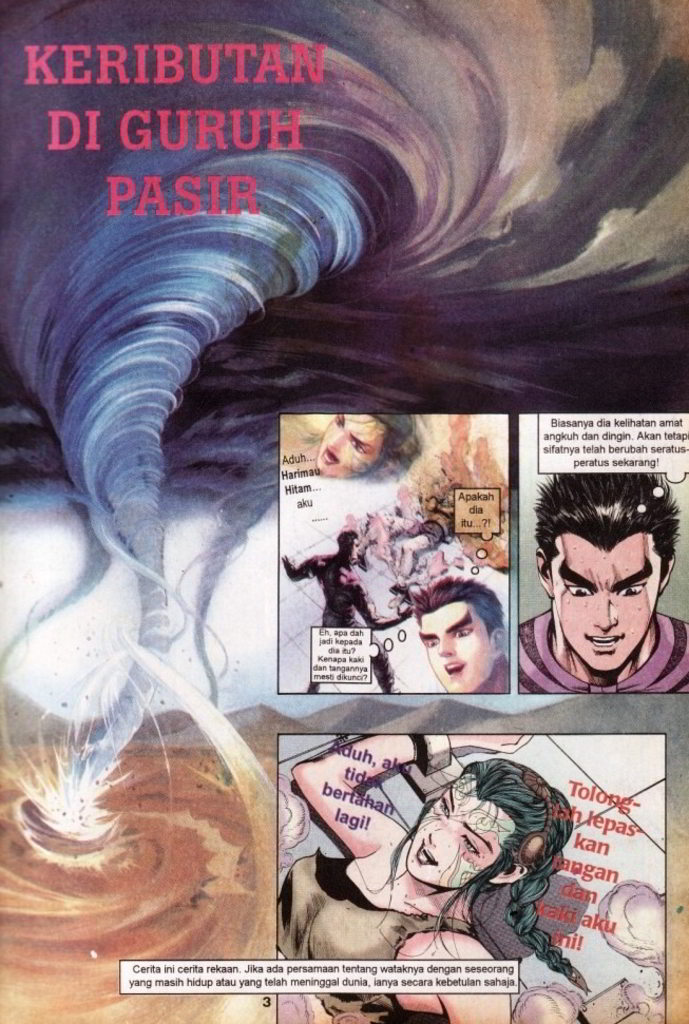 KERIBUTAN
DI GURUH
PASIR
Aduh...
Harimau
Hitam...
aku
......
Apakah
dia
itu...?!
Eh, apa dah
jadi kepada
dia itu?
Kenapa kaki
dan tangannya
mesti dikunci?
Biasanya dia kelihatan amat
angkuh dan dingin. Akan tetapi
sifatnya telah berubah seratus-
peratus sekarang!
Aduh, aku
tidak
bertahan
lagi!
Tolong-
lah lepas-
kan
tangan
dan
kaki aku
ini!
Cerita ini cerita rekaan. Jika ada persamaan tentang wataknya dengan seseorang
yang masih hidup atau yang telah meninggal dunia, ianya secara kebetulan sahaja.
3